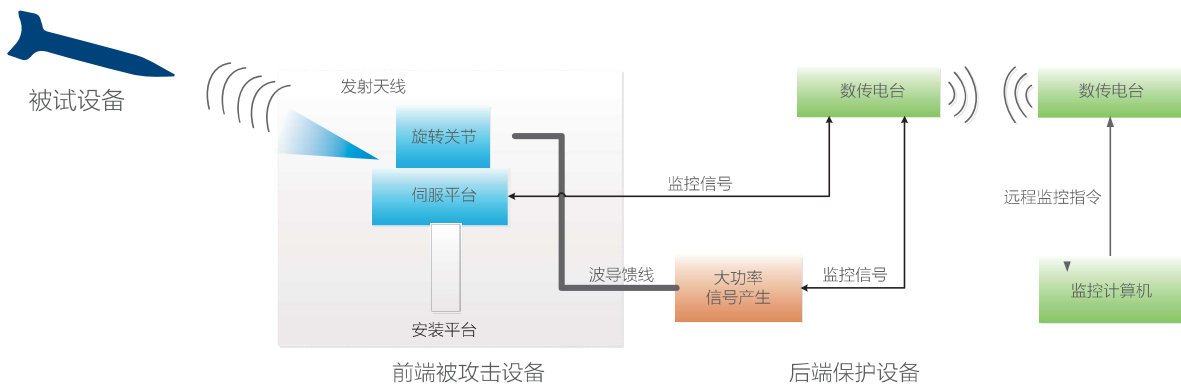 被试设备
发射天线
旋转关节
伺服平台
安装平台
前端被攻击设备
波导馈线
监控信号
大功率
信号产生
监控信号
后端保护设备
数传电台
数传电台
远程监控指令
监控计算机